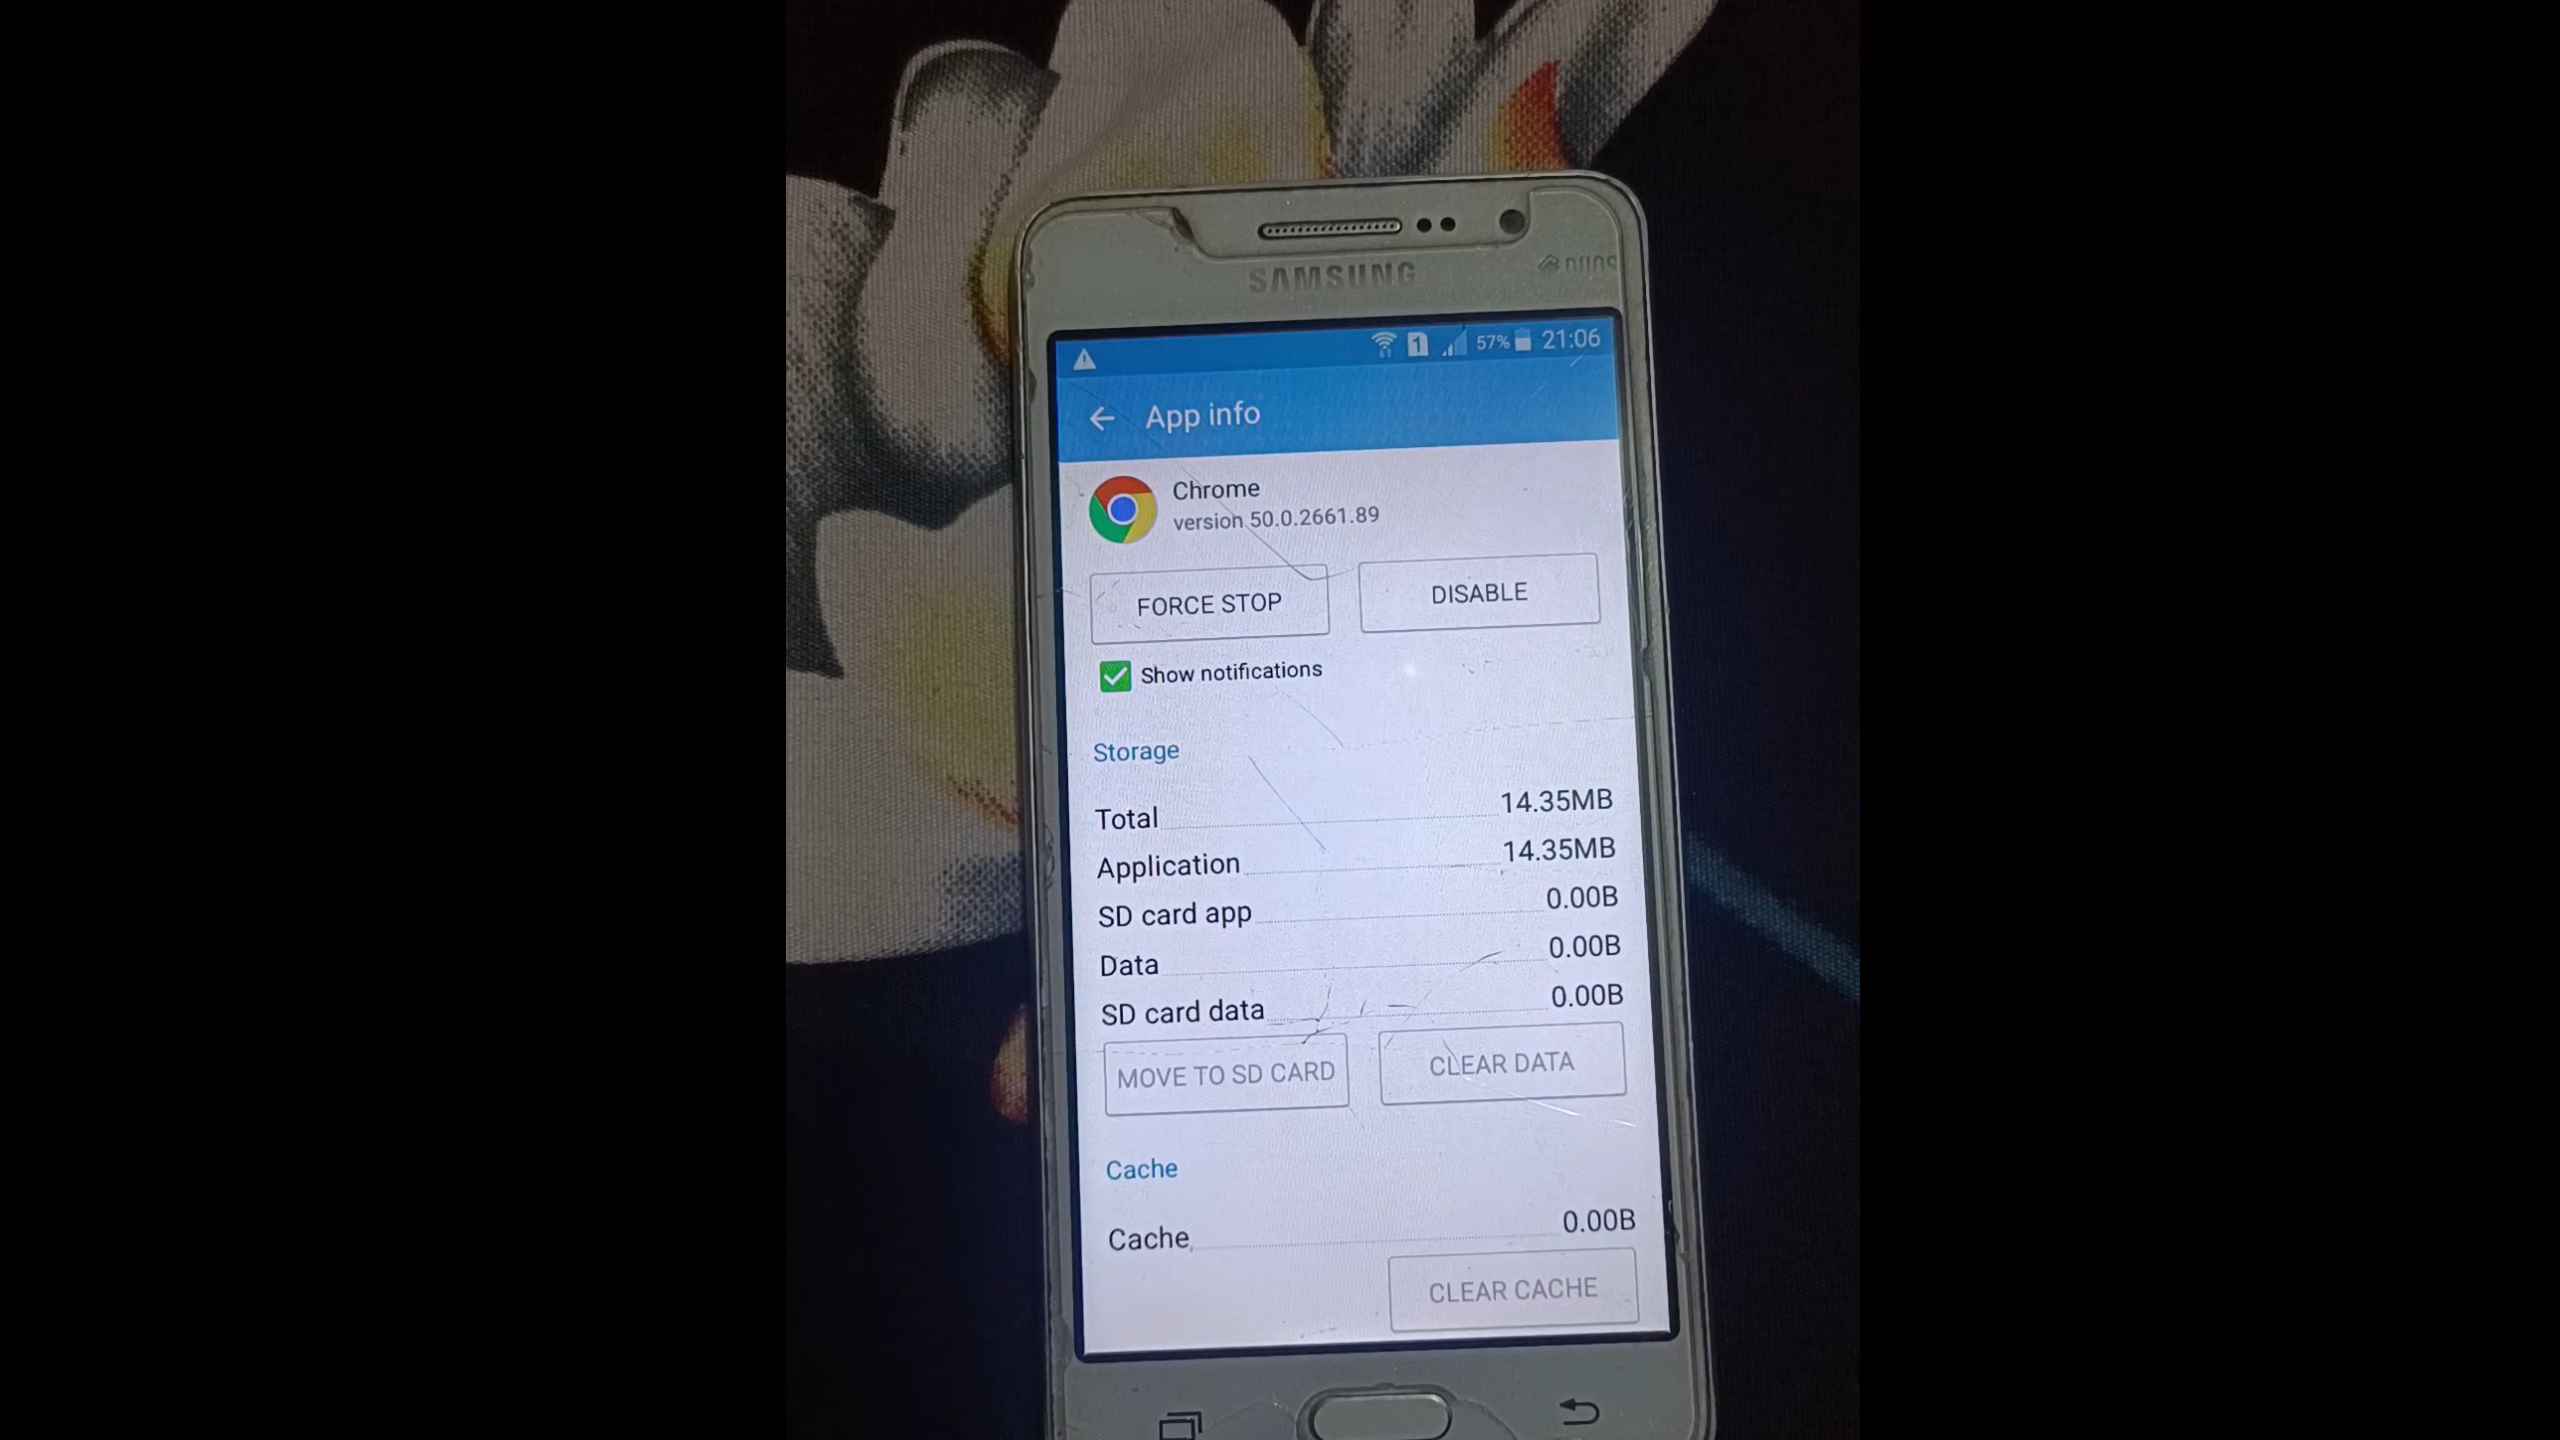 SAMSUNG
DUOS
1 57% 21:06
App info
Chrome
version 50.0.2661.89
FORCE STOP DISABLE
Show notifications
Storage
Total 14.35MB
Application 14.35MB
SD card app 0.00B
Data 0.00B
SD card data 0.00B
MOVE TO SD CARD CLEAR DATA
Cache
Cache 0.00B
CLEAR CACHE